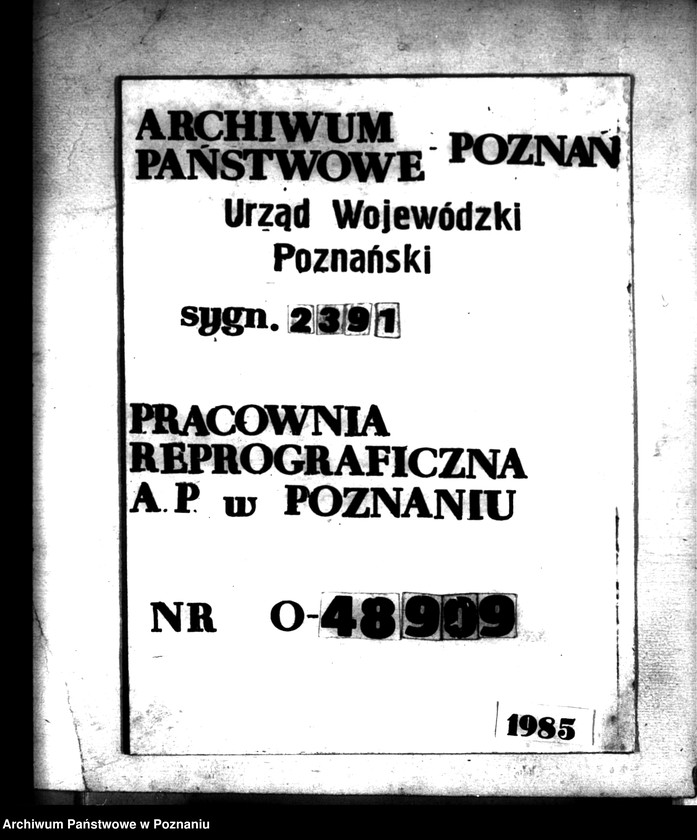 ARCHIWUM
PAŃSTWOWE - POZNAŃ
Urząd Wojewódzki
Poznański
sygn. 2391
PRACOWNIA
REPROGRAFICZNA
A.P. w POZNANIU
NR O-48909
1985
Archiwum Państwowe w Poznaniu